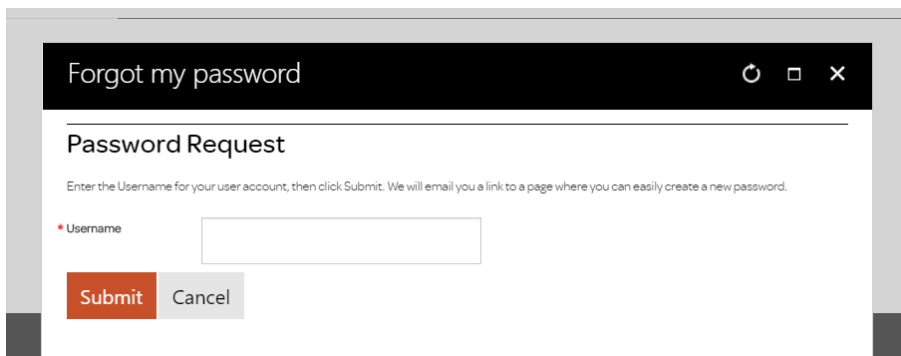 Forgot my password
Password Request
Enter the Username for your user account, then click Submit. We will email you a link to a page where you can easily create a new password.
* Username
Submit Cancel